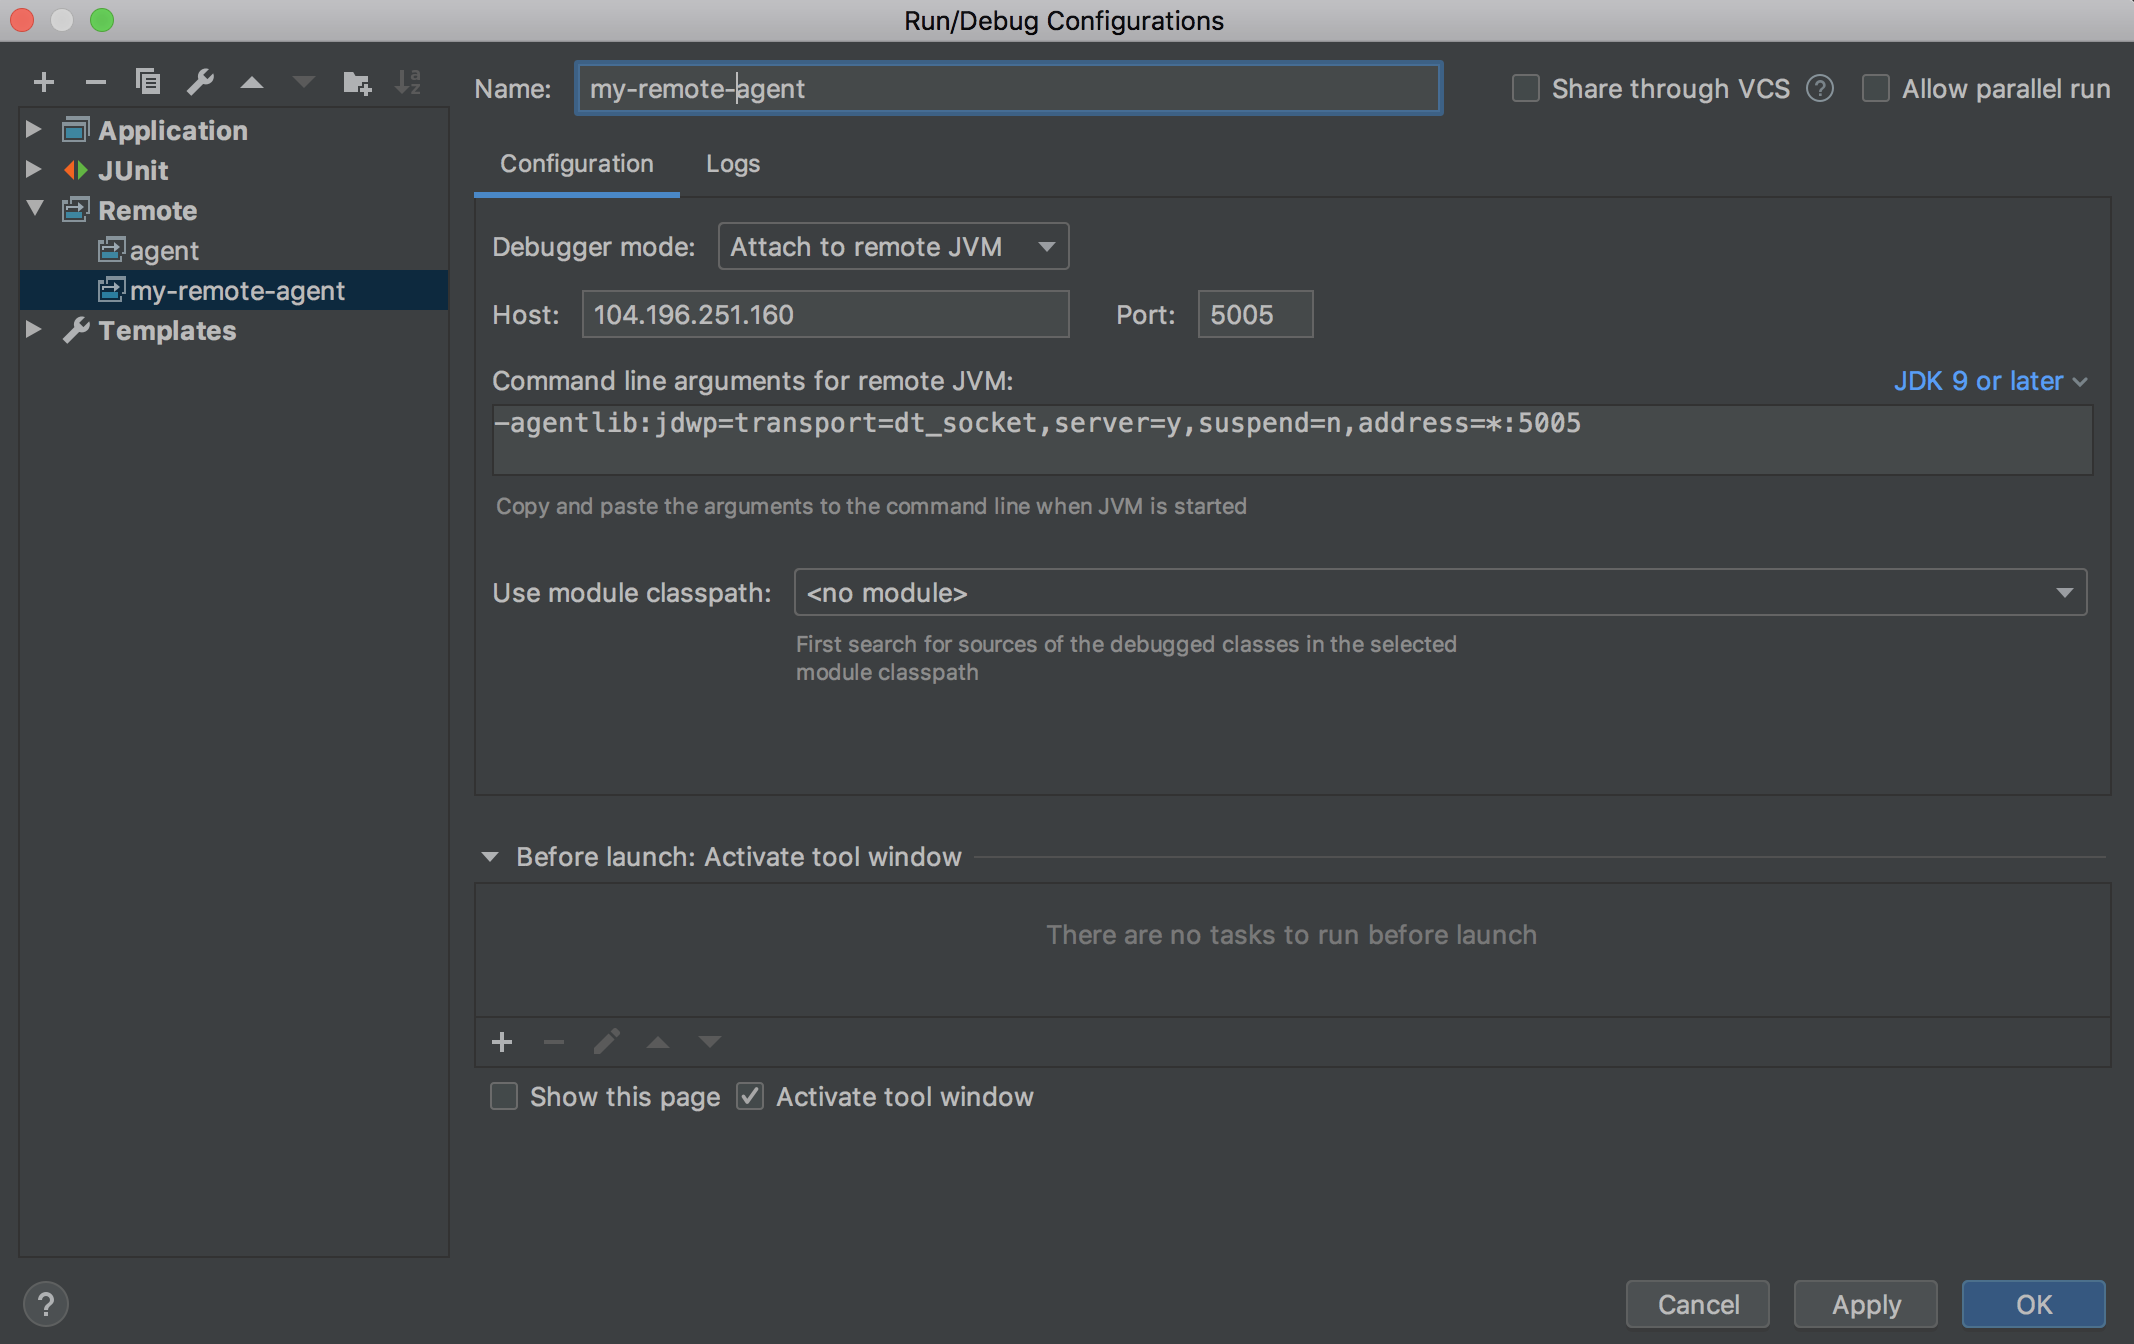 Run/Debug Configurations
Name: my-remote-agent Share through VCS ? Allow parallel run
Application
JUnit
Remote
agent
my-remote-agent
Templates
Configuration Logs
Debugger mode: Attach to remote JVM
Host: 104.196.251.160 Port: 5005
Command line arguments for remote JVM: JDK 9 or later
-agentlib:jdwp=transport=dt_socket,server=y,suspend=n,address=*:5005
Copy and paste the arguments to the command line when JVM is started
Use module classpath: <no module>
First search for sources of the debugged classes in the selected
module classpath
Before launch: Activate tool window
There are no tasks to run before launch
Show this page Activate tool window
? Cancel Apply OK